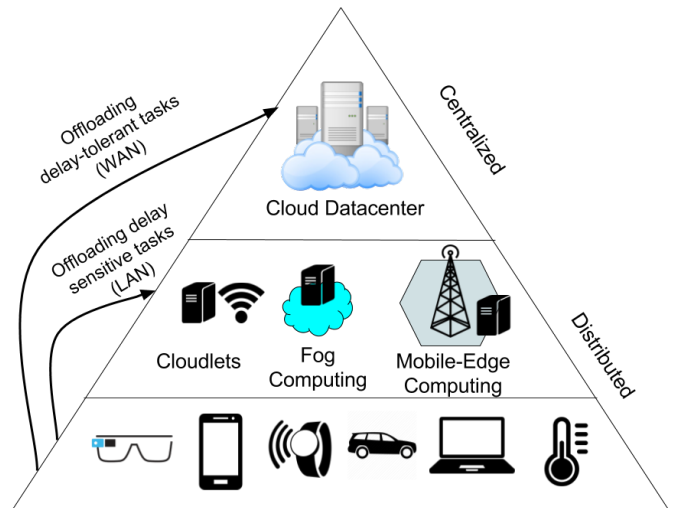 Offloading
delay-tolerant tasks
(WAN)
Centralized
Cloud Datacenter
Offloading delay
sensitive tasks
(LAN)
Distributed
Cloudlets
Fog
Computing
Mobile-Edge
Computing